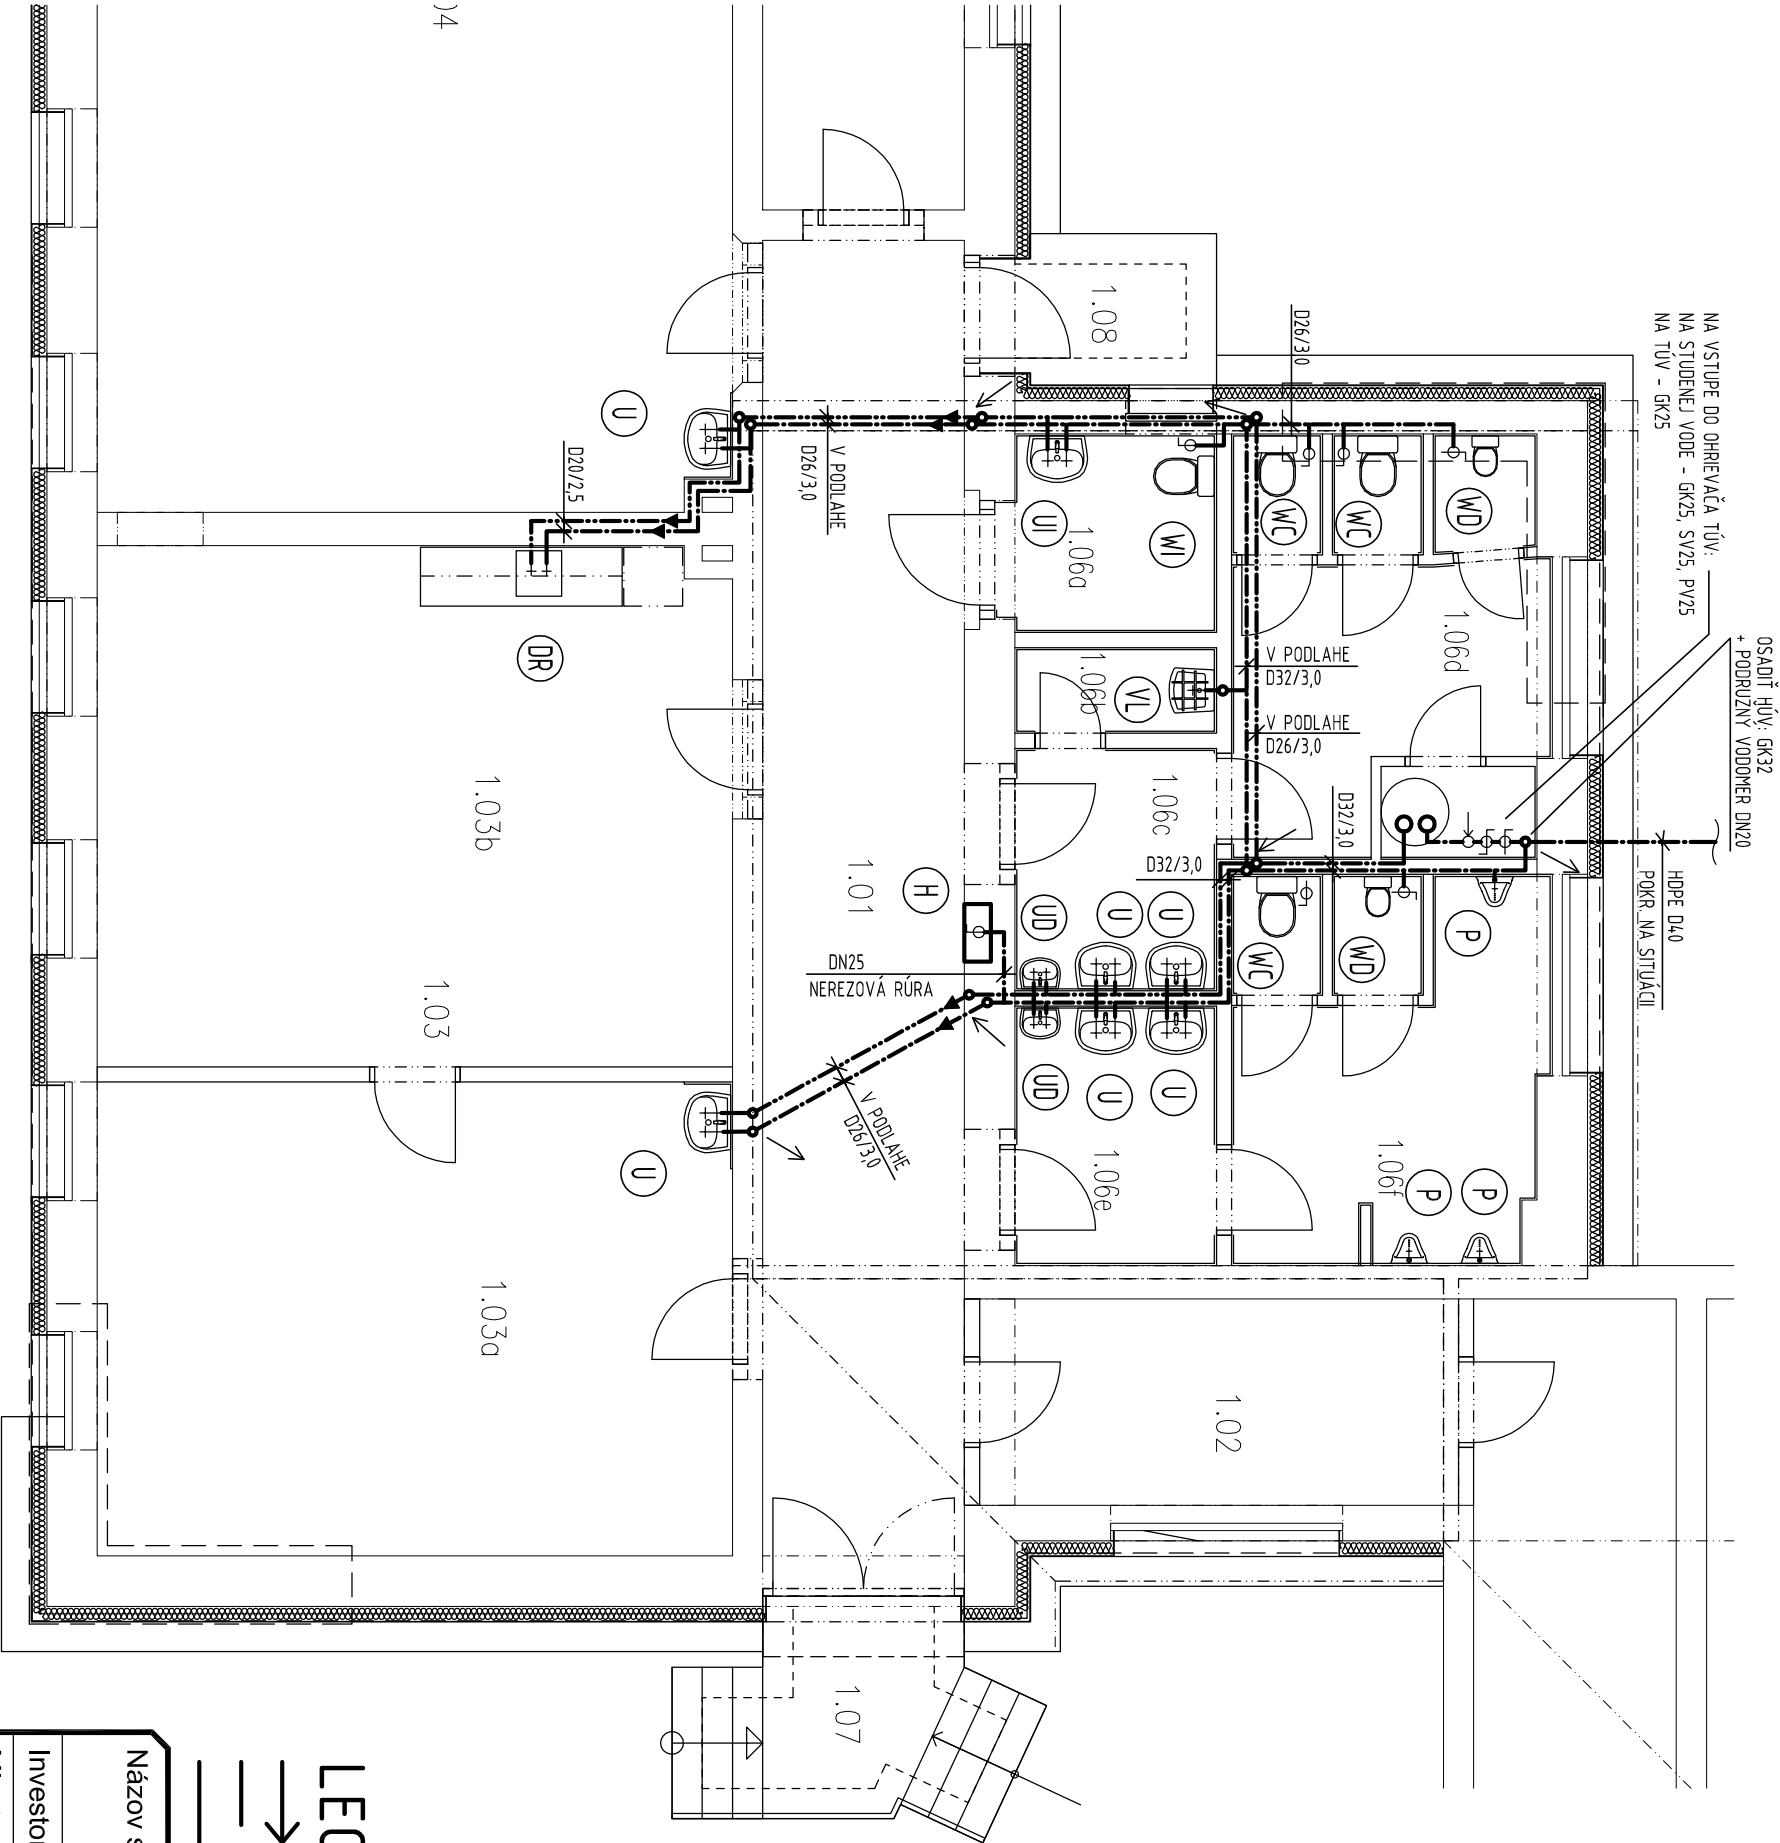 NA VSTUPE DO OHRIEVAČA TÚV:
NA STUDENEJ VODE - GK25, SV25, PV25
NA TÚV - GK25
OSADIŤ HÚV: GK32
+ PODRUŽNÝ VODOMER DN20
HDPE D40
POKR. NA SITUÁCII
D26/3,0
D32/3,0
D32/3,0
V PODLAHE
D32/3,0
V PODLAHE
D26/3,0
V PODLAHE
D26/3,0
D20/2,5
DN25
NEREZOVÁ RÚRA
V PODLAHE
D26/3,0
1.08
WC
WC
WD
1.06d
UI
1.06a
WI
1.06b
VL
1.06c
P
WC
WD
UD
U
U
UD
U
U
1.06e
1.06f
P
P
H
1.01
U
DR
1.03b
1.03
U
1.03a
1.02
1.07
04
LEG
Názov s
Investor